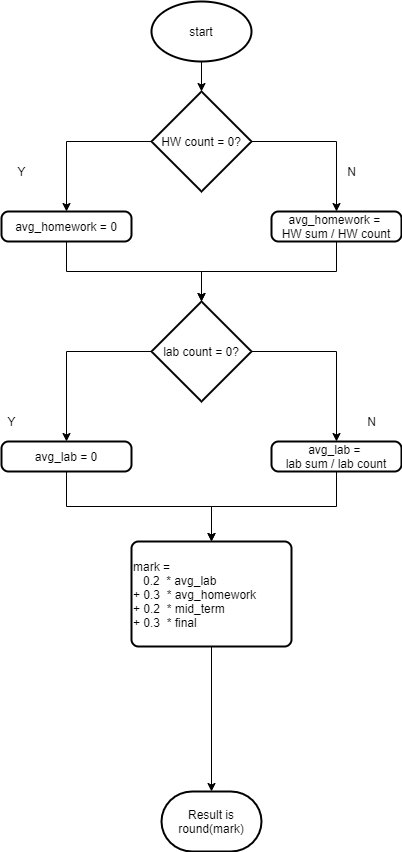 start
HW count = 0?
Y
N
avg_homework = 0
avg_homework =
HW sum / HW count
lab count = 0?
Y
N
avg_lab = 0
avg_lab =
lab sum / lab count
mark =
0.2 * avg_lab
+ 0.3 * avg_homework
+ 0.2 * mid_term
+ 0.3 * final
Result is
round(mark)